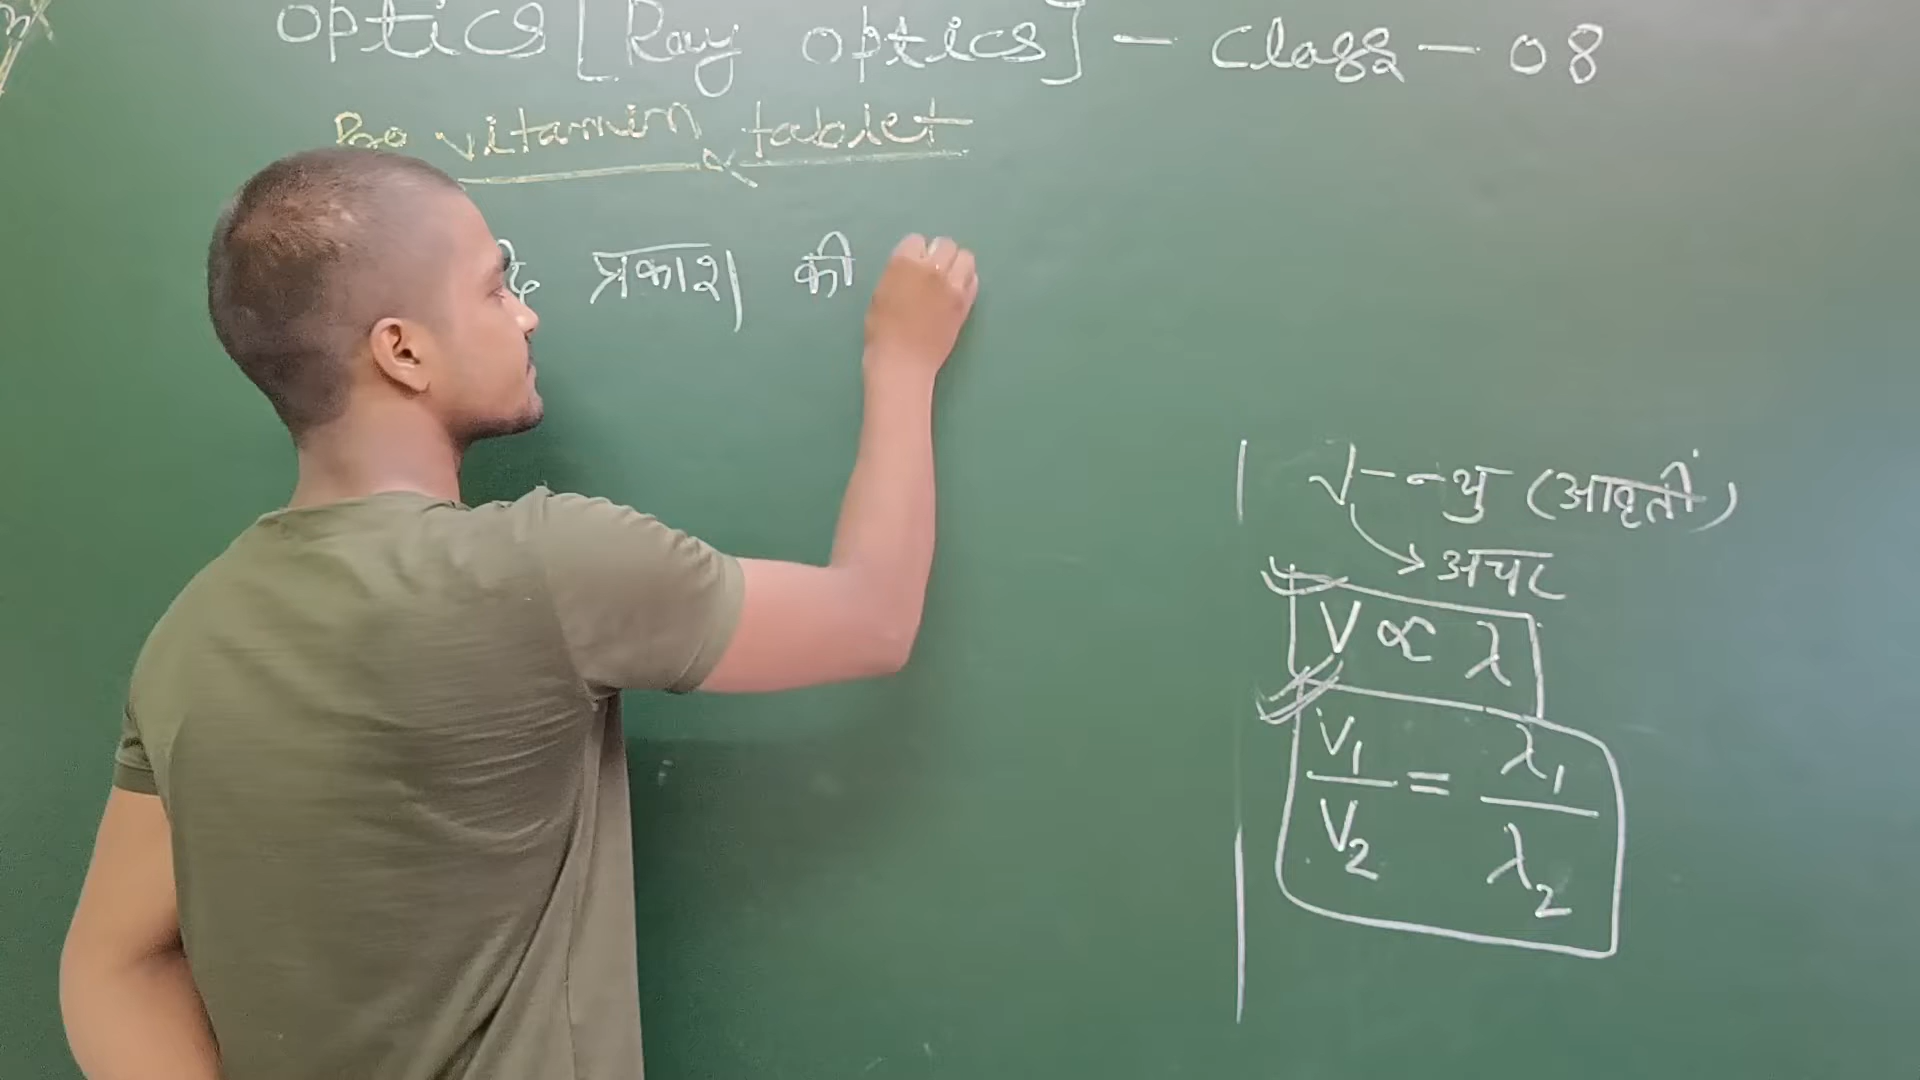 optics [Ray optics] - class - 08
vitamin tablet
प्रकाश की
न्यु (आवृती)
→ अचर
V ∝ λ
V₁/V₂ = λ₁/λ₂